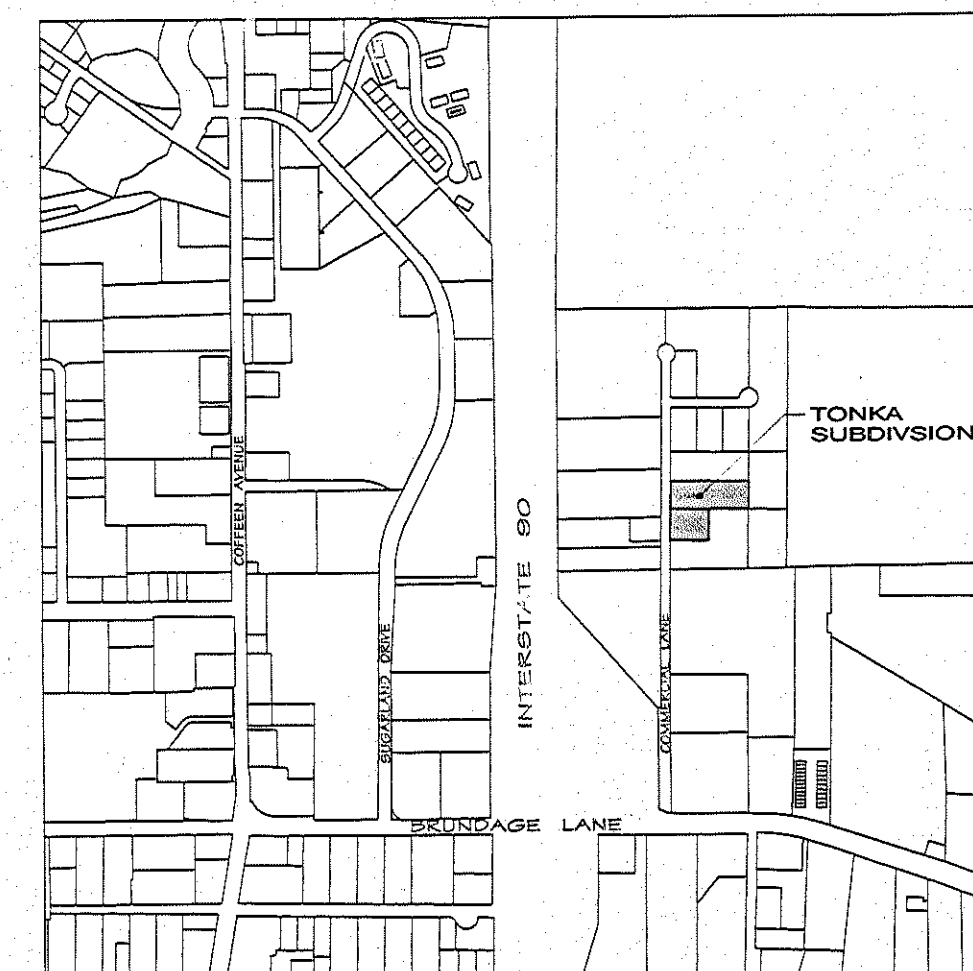 TONKA
SUBDIVSION
COFFEEN AVENUE
INTERSTATE 90
SUGARLAND DRIVE
COMMERCIAL LANE
BRUNDAGE LANE